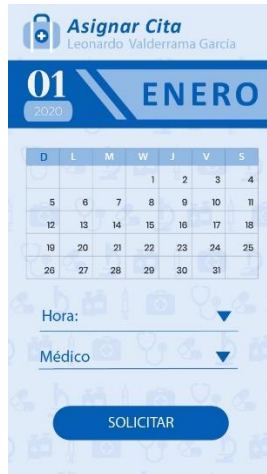 Asignar Cita
Leonardo Valderrama García
01
2020
ENERO
D L M W J V S
1 2 3 4
5 6 7 8 9 10 11
12 13 14 15 16 17 18
19 20 21 22 23 24 25
26 27 28 29 30 31
Hora:
Médico
SOLICITAR